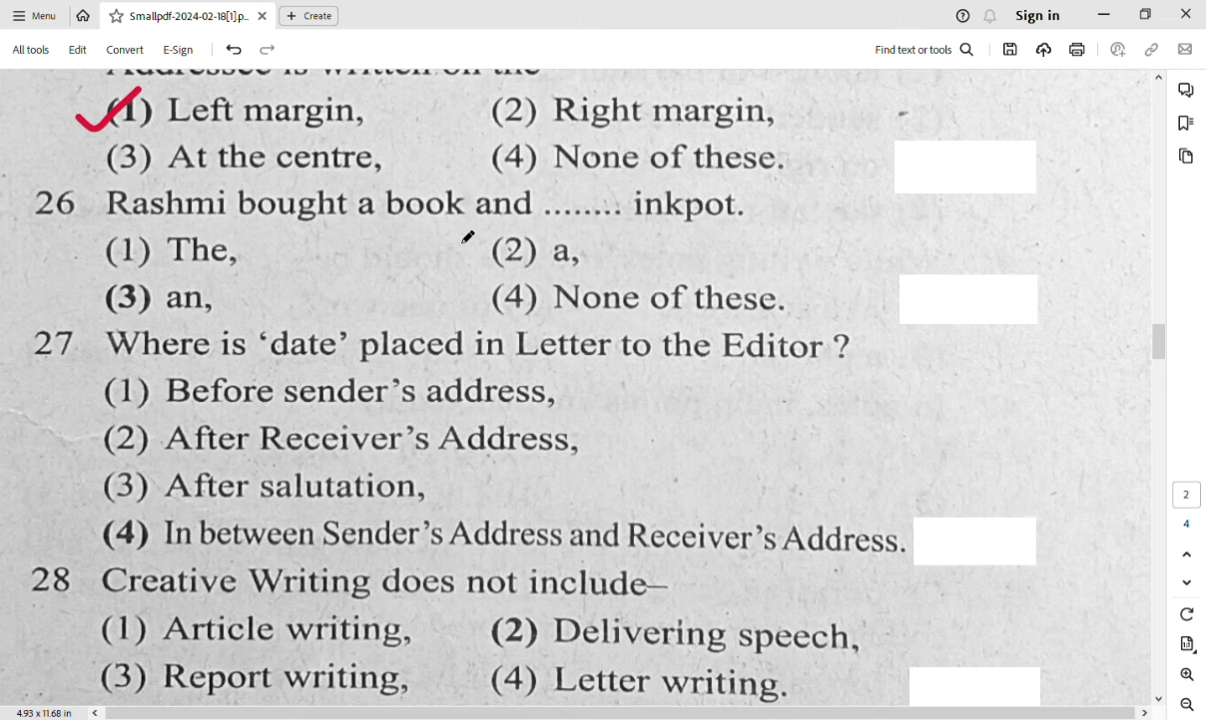 Menu
Smallpdf-2024-02-18[1]p..
Create
Sign in
All tools
Edit
Convert
E-Sign
Find text or tools
Addressee is written on the
(1) Left margin, (2) Right margin,
(3) At the centre, (4) None of these.
26 Rashmi bought a book and ........ inkpot.
(1) The, (2) a,
(3) an, (4) None of these.
27 Where is ‘date’ placed in Letter to the Editor ?
(1) Before sender’s address,
(2) After Receiver’s Address,
(3) After salutation,
(4) In between Sender’s Address and Receiver’s Address.
28 Creative Writing does not include–
(1) Article writing, (2) Delivering speech,
(3) Report writing, (4) Letter writing.
2
4
4.93 x 11.68 in